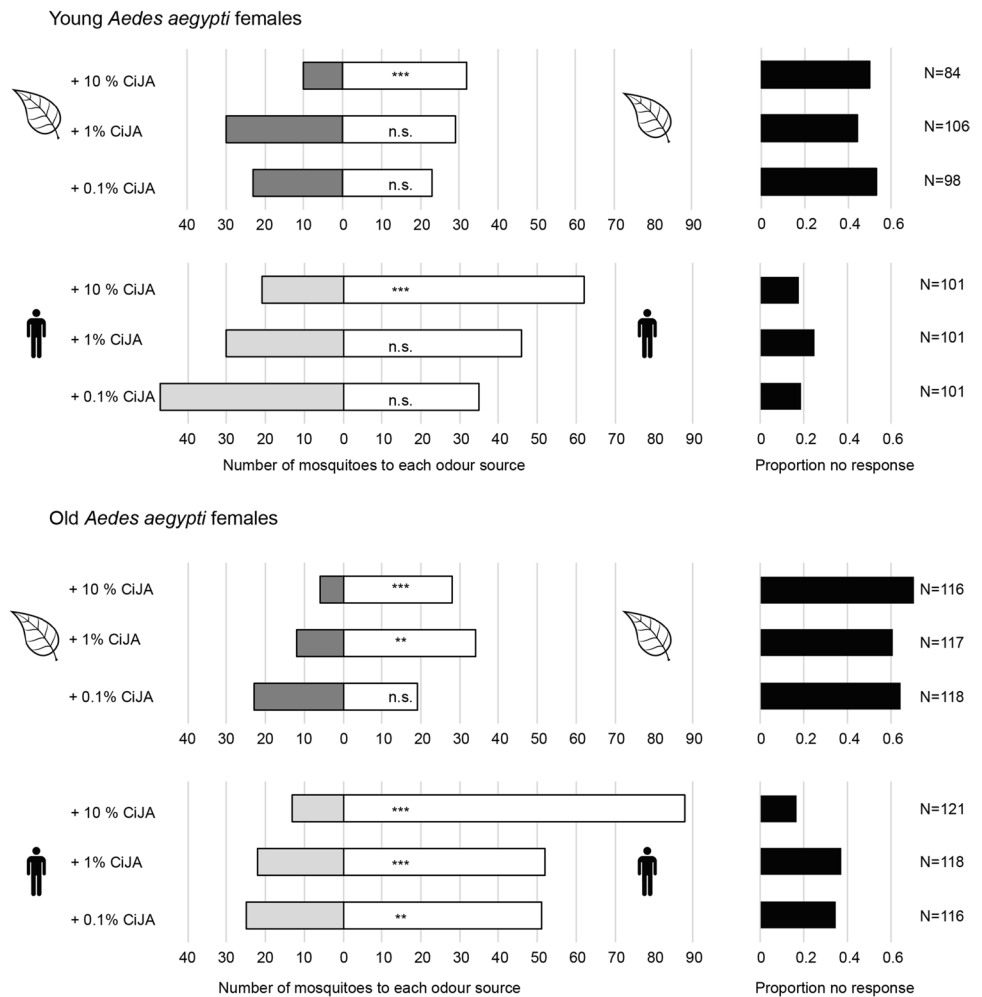 Young Aedes aegypti females
+ 10 % CiJA *** N=84
+ 1% CiJA n.s. N=106
+ 0.1% CiJA n.s. N=98
40 30 20 10 0 10 20 30 40 50 60 70 80 90 0 0.2 0.4 0.6
+ 10 % CiJA *** N=101
+ 1% CiJA n.s. N=101
+ 0.1% CiJA n.s. N=101
40 30 20 10 0 10 20 30 40 50 60 70 80 90 0 0.2 0.4 0.6
Number of mosquitoes to each odour source Proportion no response
Old Aedes aegypti females
+ 10 % CiJA *** N=116
+ 1% CiJA ** N=117
+ 0.1% CiJA n.s. N=118
40 30 20 10 0 10 20 30 40 50 60 70 80 90 0 0.2 0.4 0.6
+ 10 % CiJA *** N=121
+ 1% CiJA *** N=118
+ 0.1% CiJA ** N=116
40 30 20 10 0 10 20 30 40 50 60 70 80 90 0 0.2 0.4 0.6
Number of mosquitoes to each odour source Proportion no response